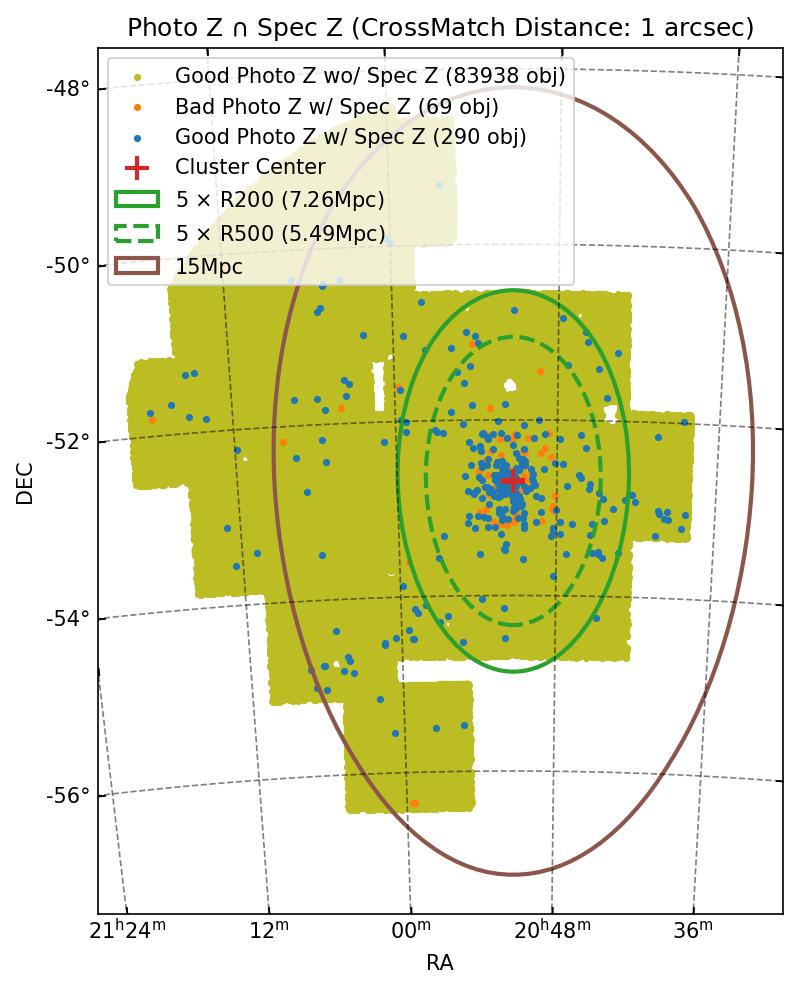 Photo Z ∩ Spec Z (CrossMatch Distance: 1 arcsec)
Good Photo Z wo/ Spec Z (83938 obj)
Bad Photo Z w/ Spec Z (69 obj)
Good Photo Z w/ Spec Z (290 obj)
Cluster Center
5 × R200 (7.26Mpc)
5 × R500 (5.49Mpc)
15Mpc
-48°
-50°
-52°
-54°
-56°
DEC
21ʰ24ᵐ 12ᵐ 00ᵐ 20ʰ48ᵐ 36ᵐ
RA